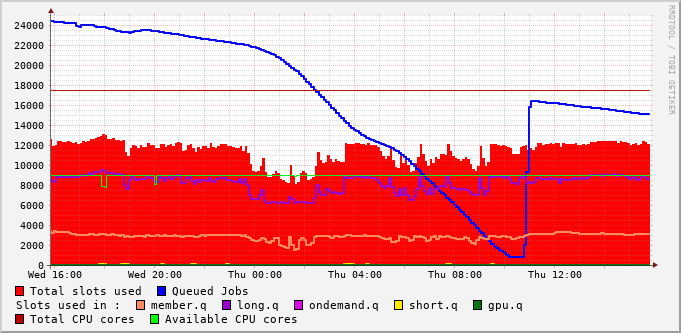 RRDTOOL / TOBI OETIKER
24000
22000
20000
18000
16000
14000
12000
10000
8000
6000
4000
2000
0
Wed 16:00 Wed 20:00 Thu 00:00 Thu 04:00 Thu 08:00 Thu 12:00
Total slots used Queued Jobs
Slots used in : member.q long.q ondemand.q short.q gpu.q
Total CPU cores Available CPU cores